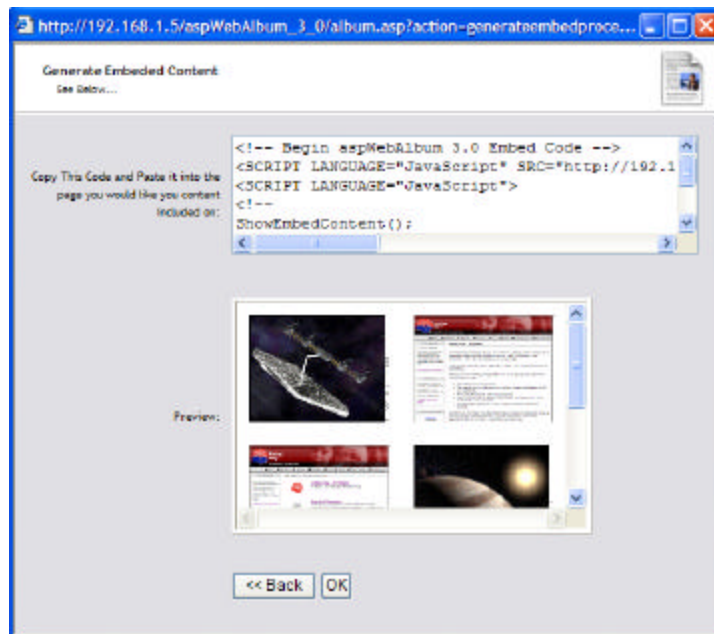 http://192.168.1.5/aspWebAlbum_3_0/album.asp?action=generateembedproce...
Generate Embeded Content
See Below...
Copy This Code and Paste it into the
page you would like you content
included on:
<!-- Begin aspWebAlbum 3.0 Embed Code -->
<SCRIPT LANGUAGE="JavaScript" SRC="http://192.1
<SCRIPT LANGUAGE="JavaScript">
<!--
ShowEmbedContent();
Preview:
<< Back
OK